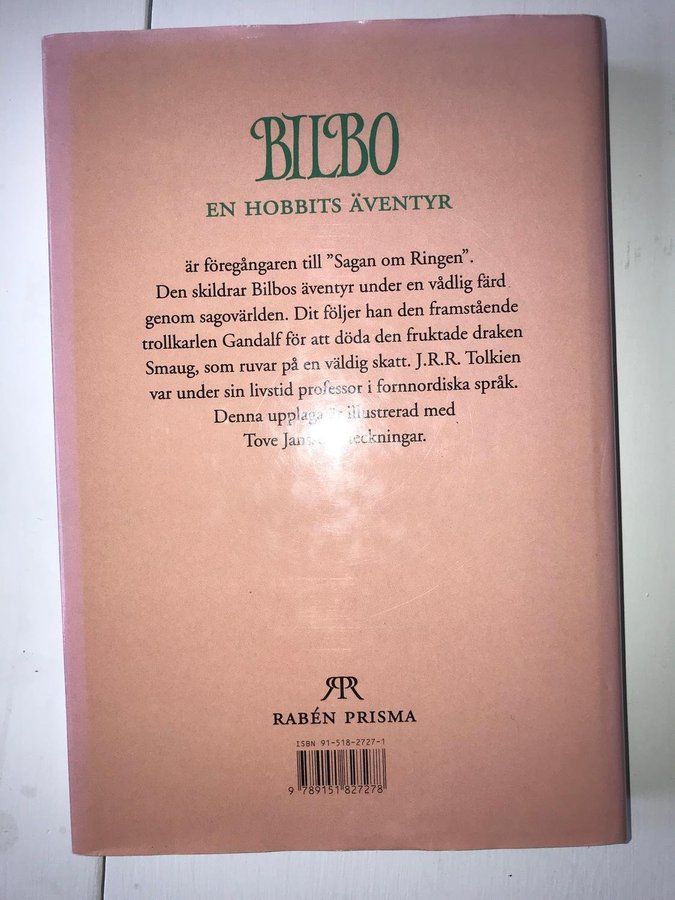 BILBO
EN HOBBITS ÄVENTYR
är föregångaren till ”Sagan om Ringen”.
Den skildrar Bilbos äventyr under en vådlig färd
genom sagovärlden. Dit följer han den framstående
trollkarlen Gandalf för att döda den fruktade draken
Smaug, som ruvar på en väldig skatt. J.R.R. Tolkien
var under sin livstid professor i fornnordiska språk.
Denna upplaga är illustrerad med
Tove
RABÉN PRISMA
ISBN 91-518-2727-1
9 789151 827278